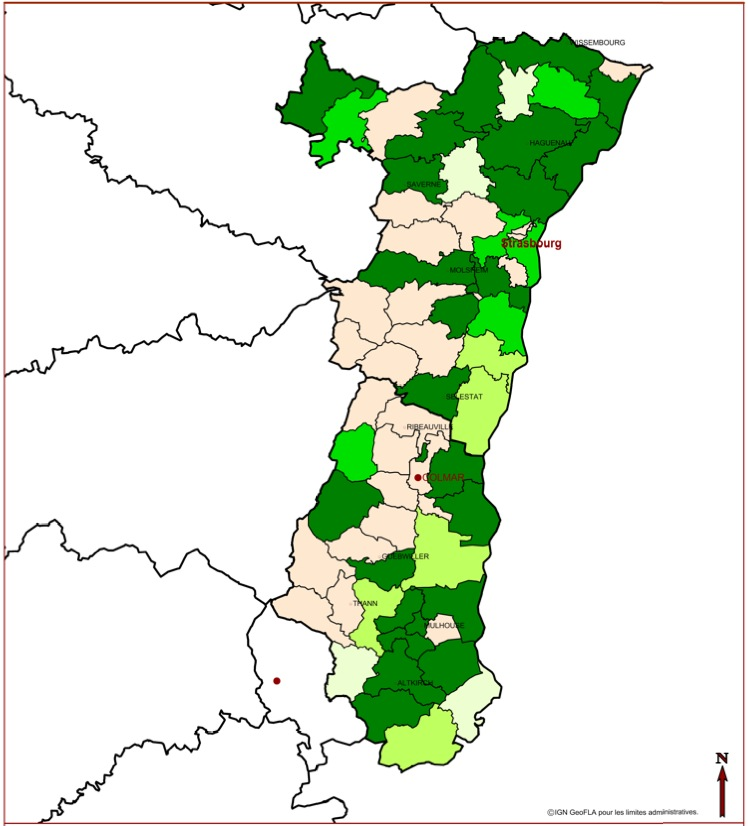 WISSEMBOURG
HAGUENAU
SAVERNE
Strasbourg
MOLSHEIM
SELESTAT
RIBEAUVILLE
COLMAR
GUEBWILLER
THANN
MULHOUSE
ALTKIRCH
N
©IGN GeoFLA pour les limites administratives.